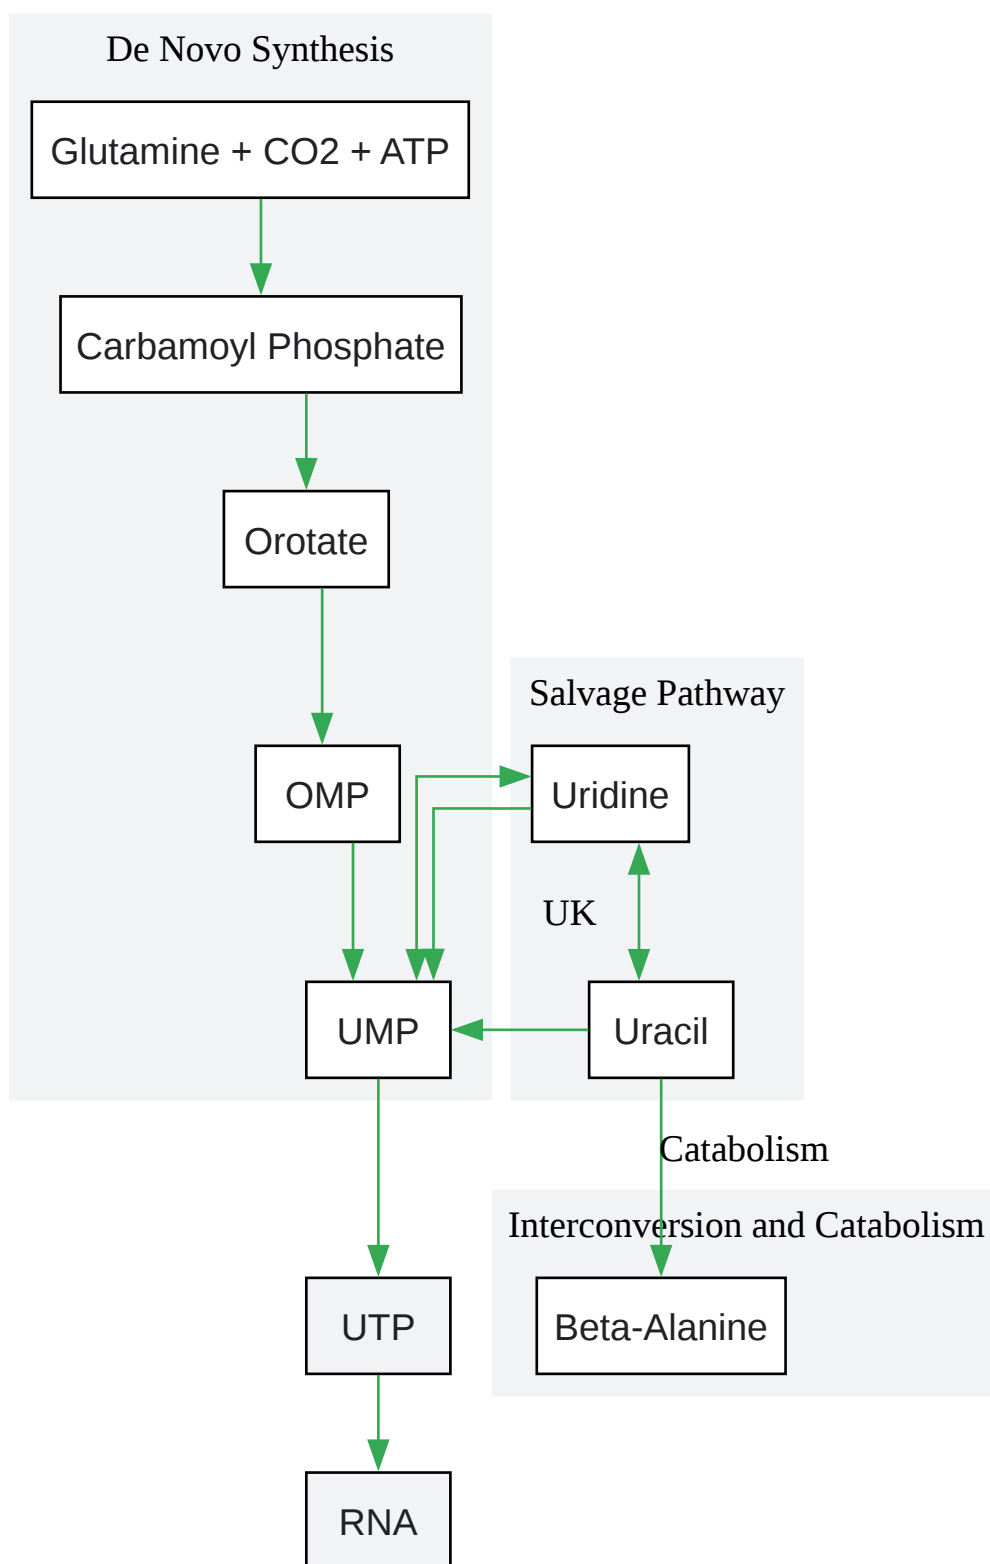 De Novo Synthesis
Glutamine + CO2 + ATP
Carbamoyl Phosphate
Orotate
Salvage Pathway
OMP
Uridine
UK
UMP
Uracil
Catabolism
Interconversion and Catabolism
UTP
Beta-Alanine
RNA